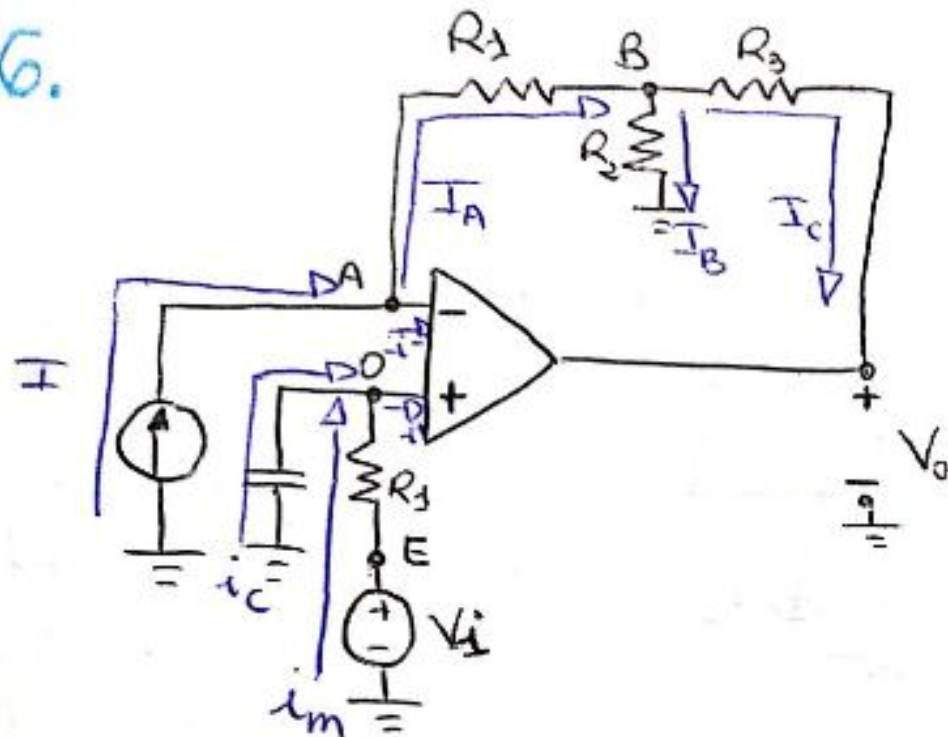 6.
R1 B R3
R2
IA IB IC
A
I
-
i-
D
+
i+
R1
+
Vo
-
E
iC
+
Vi
-
im